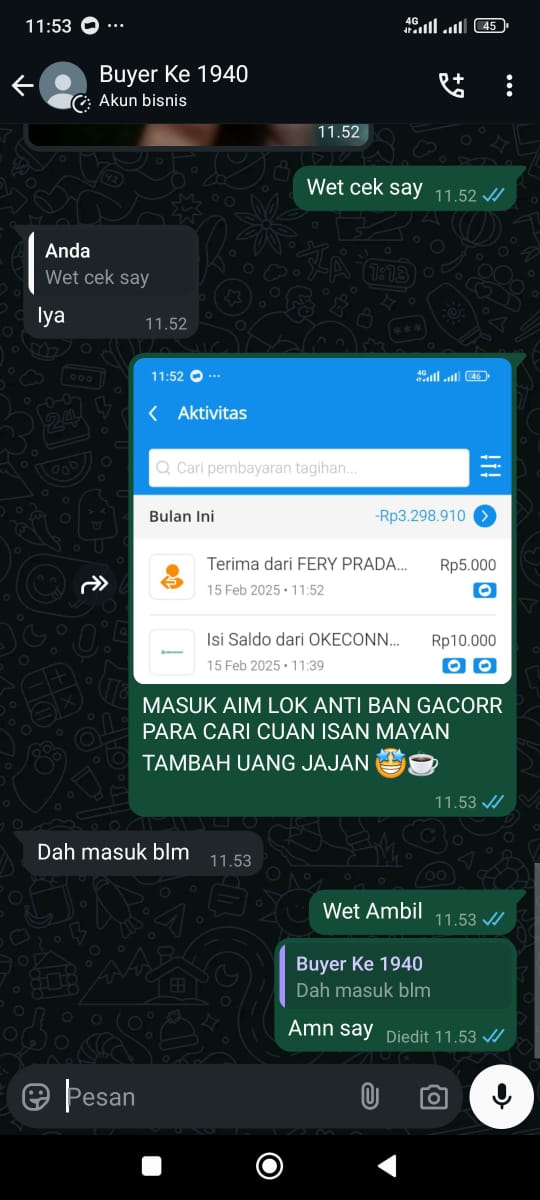 11:53
4G
45
Buyer Ke 1940
Akun bisnis
11.52
Wet cek say 11.52
Anda
Wet cek say
Iya 11.52
11:52
4G
46
Aktivitas
Cari pembayaran tagihan...
Bulan Ini -Rp3.298.910
Terima dari FERY PRADA... Rp5.000
15 Feb 2025 • 11:52
Isi Saldo dari OKECONN... Rp10.000
15 Feb 2025 • 11:39
MASUK AIM LOK ANTI BAN GACORR
PARA CARI CUAN ISAN MAYAN
TAMBAH UANG JAJAN 🤩☕
11.53
Dah masuk blm 11.53
Wet Ambil 11.53
Buyer Ke 1940
Dah masuk blm
Amn say Diedit 11.53
Pesan